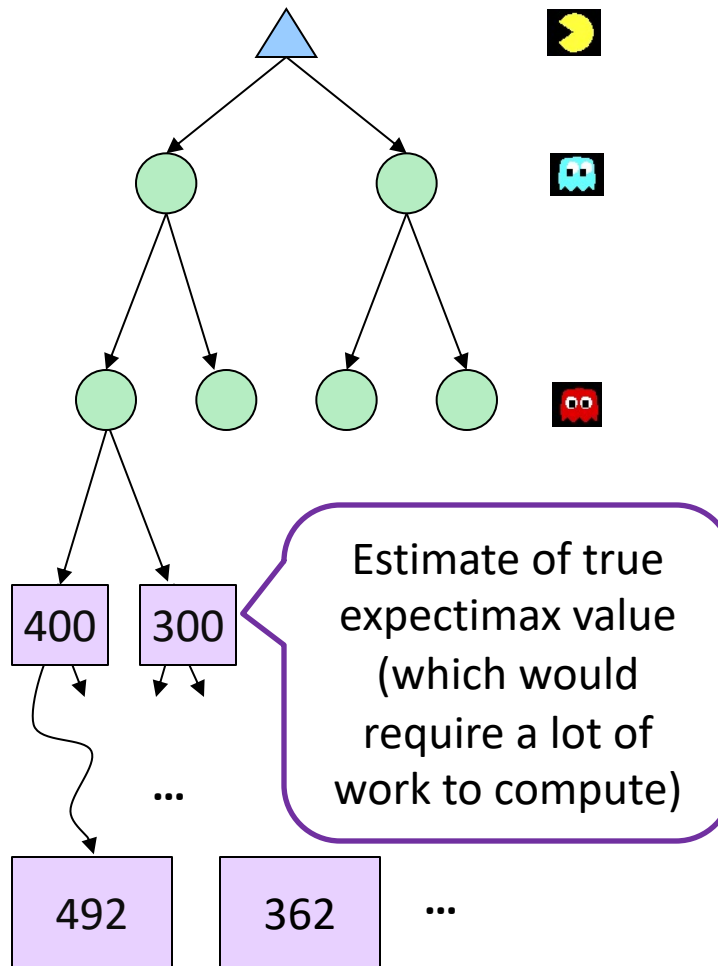 Estimate of true
expectimax value
(which would
require a lot of
work to compute)
400
300
...
492
362
...